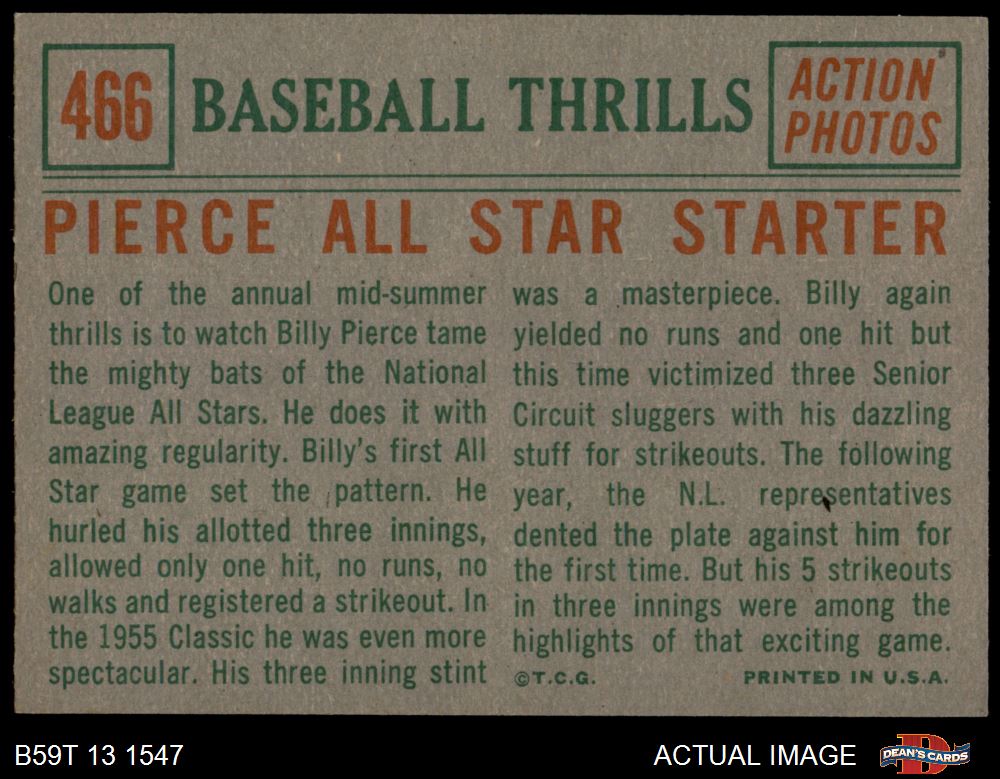 466
BASEBALL THRILLS
ACTION
PHOTOS
PIERCE ALL STAR STARTER
One of the annual mid-summer
thrills is to watch Billy Pierce tame
the mighty bats of the National
League All Stars. He does it with
amazing regularity. Billy's first All
Star game set the pattern. He
hurled his allotted three innings,
allowed only one hit, no runs, no
walks and registered a strikeout. In
the 1955 Classic he was even more
spectacular. His three inning stint
was a masterpiece. Billy again
yielded no runs and one hit but
this time victimized three Senior
Circuit sluggers with his dazzling
stuff for strikeouts. The following
year, the N.L. representatives
dented the plate against him for
the first time. But his 5 strikeouts
in three innings were among the
highlights of that exciting game.
©T.C.G. PRINTED IN U.S.A.
B59T 13 1547
ACTUAL IMAGE
DEAN'S CARDS